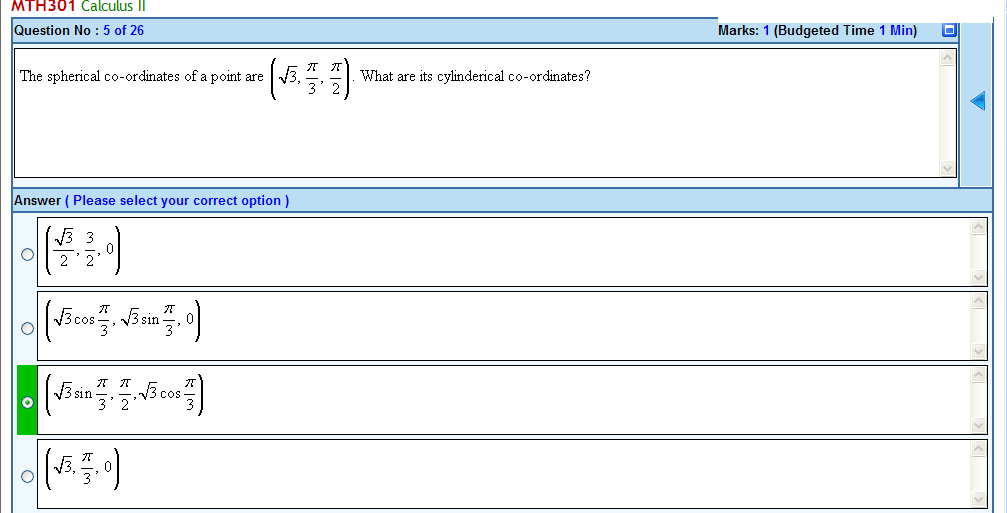 MTH301 Calculus II
Question No : 5 of 26 Marks: 1 (Budgeted Time 1 Min)
The spherical co-ordinates of a point are (√3, π/3, π/2). What are its cylinderical co-ordinates?
Answer ( Please select your correct option )
(√3/2, 3/2, 0)
(√3 cos π/3, √3 sin π/3, 0)
(√3 sin π/3, π/2, √3 cos π/3)
(√3, π/3, 0)